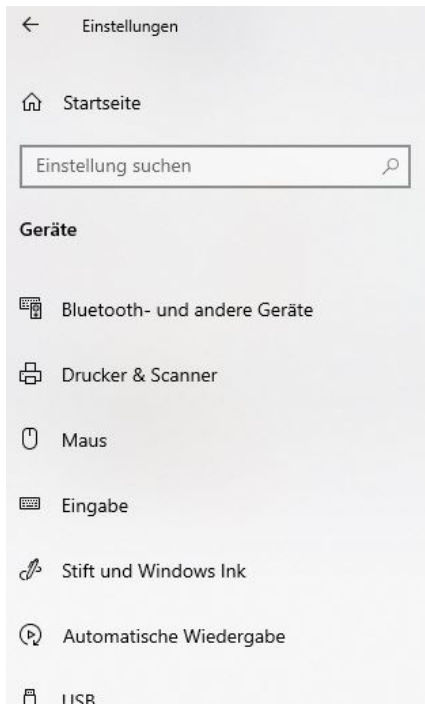 Einstellungen
Startseite
Einstellung suchen
Geräte
Bluetooth- und andere Geräte
Drucker & Scanner
Maus
Eingabe
Stift und Windows Ink
Automatische Wiedergabe
USB